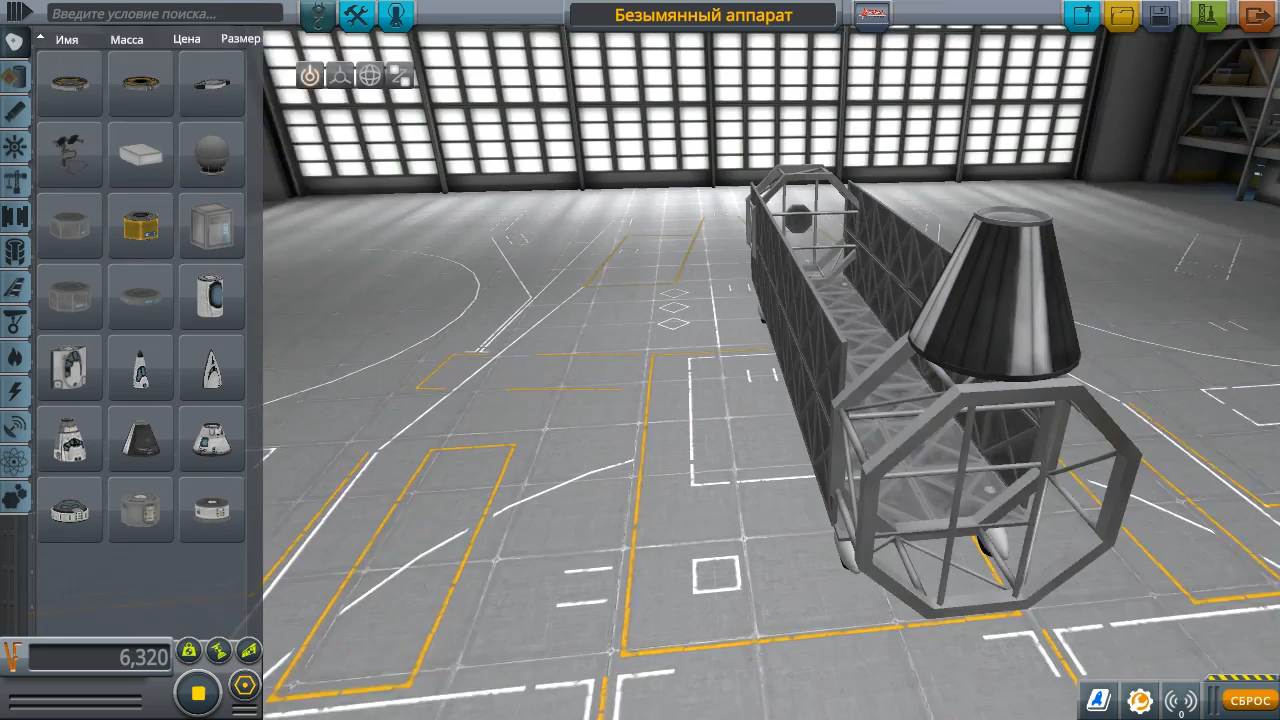 Введите условие поиска...
Безымянный аппарат
Имя Масса Цена Размер
6,320
0
СБРОС